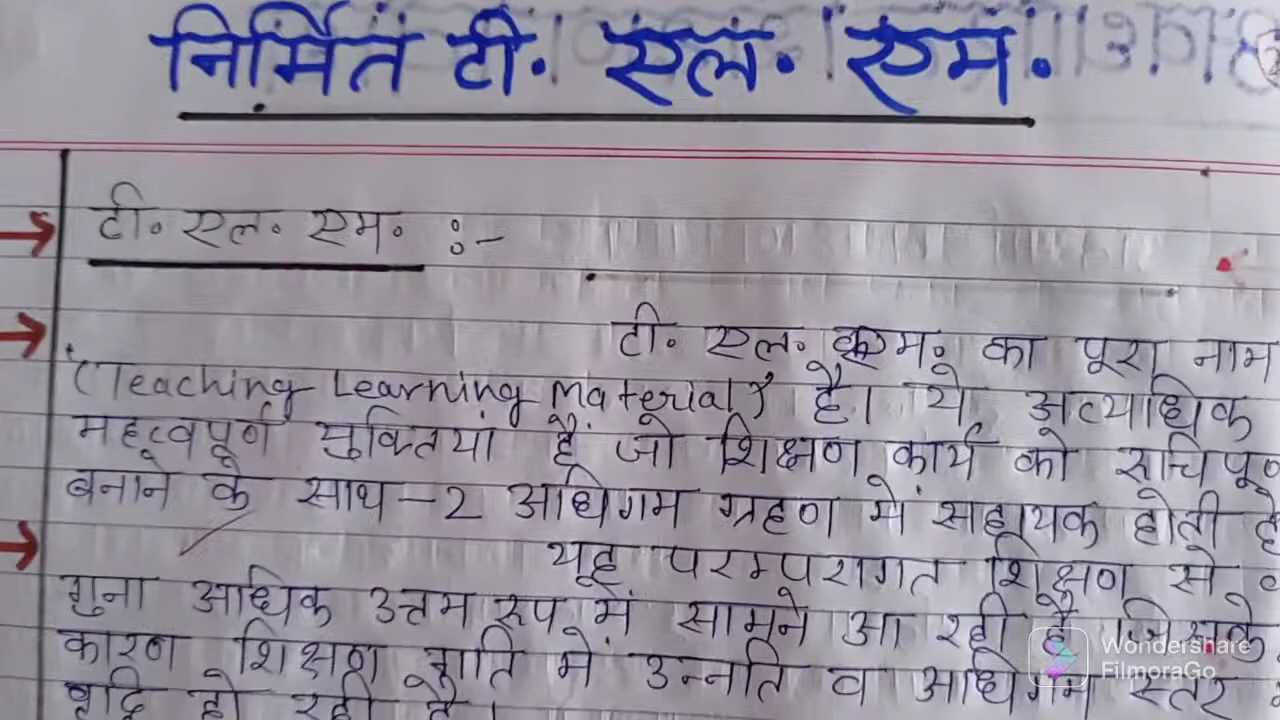 निर्मित टी. एल. एम.
टी. एल. एम. :-
टी. एल. एम. का पूरा नाम
(Teaching Learning Material) है। ये अत्याधिक
महत्वपूर्ण युक्तियां हैं जो शिक्षण कार्य को रुचिपूर्ण
बनाने के साथ-2 अधिगम ग्रहण में सहायक होती है
यह परम्परागत शिक्षण से
गुना अधिक उत्तम रूप में सामने आ रही है जिसके
कारण शिक्षण गति में उन्नति व अधिगम स्तर
वृद्धि हो रही है।
Wondershare
FilmoraGo